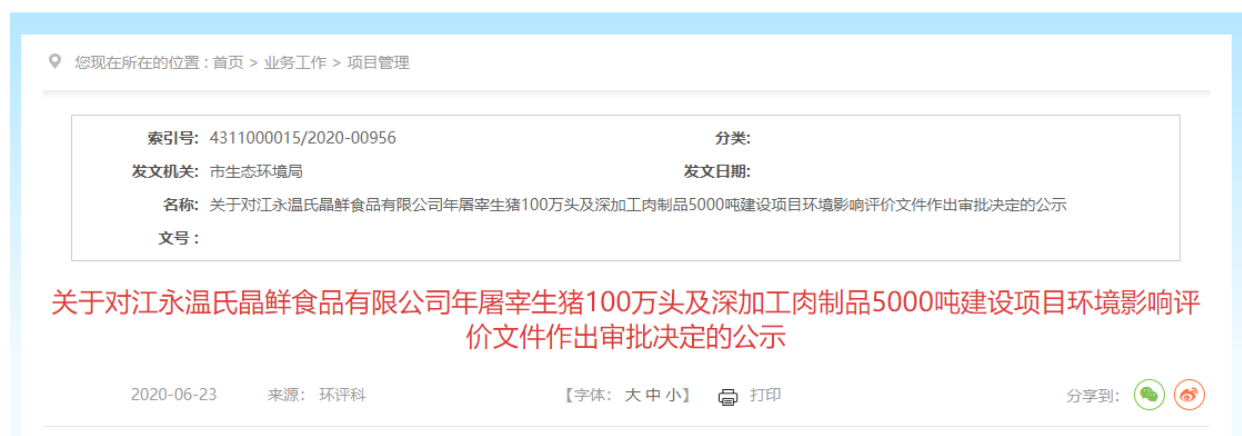 您现在所在的位置 : 首页 > 业务工作 > 项目管理
索引号: 4311000015/2020-00956 分类:
发文机关: 市生态环境局 发文日期:
名称: 关于对江永温氏晶鲜食品有限公司年屠宰生猪100万头及深加工肉制品5000吨建设项目环境影响评价文件作出审批决定的公示
文号 :
关于对江永温氏晶鲜食品有限公司年屠宰生猪100万头及深加工肉制品5000吨建设项目环境影响评
价文件作出审批决定的公示
2020-06-23 来源: 环评科 【字体: 大 中 小】 打印 分享到: